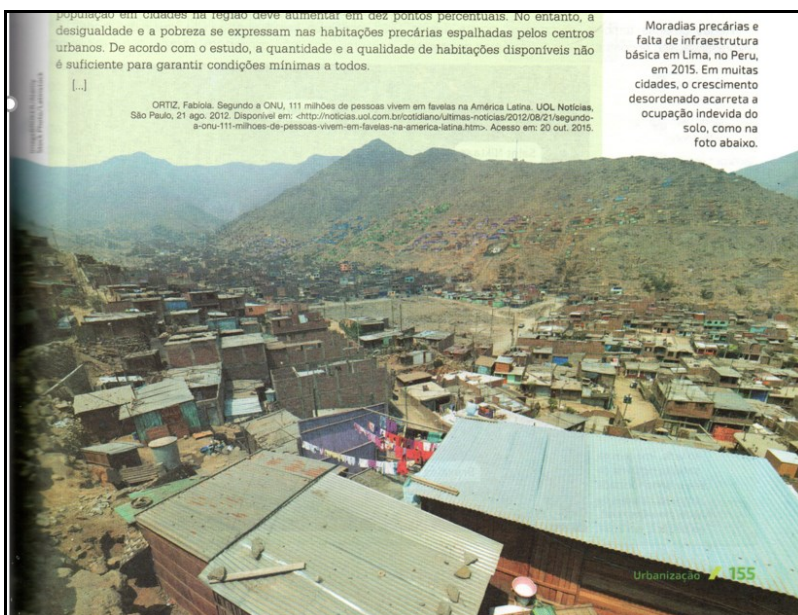 população em cidades na região deve aumentar em dez pontos percentuais. No entanto, a
desigualdade e a pobreza se expressam nas habitações precárias espalhadas pelos centros
urbanos. De acordo com o estudo, a quantidade e a qualidade de habitações disponíveis não
é suficiente para garantir condições mínimas a todos.
[...]
ORTIZ, Fabíola. Segundo a ONU, 111 milhões de pessoas vivem em favelas na América Latina. UOL Notícias,
São Paulo, 21 ago. 2012. Disponível em: <http://noticias.uol.com.br/cotidiano/ultimas-noticias/2012/08/21/segundo-
a-onu-111-milhoes-de-pessoas-vivem-em-favelas-na-america-latina.htm>. Acesso em: 20 out. 2015.
Moradias precárias e
falta de infraestrutura
básica em Lima, no Peru,
em 2015. Em muitas
cidades, o crescimento
desordenado acarreta a
ocupação indevida do
solo, como na
foto abaixo.
Stock Photo/Latinstock
Urbanização 155